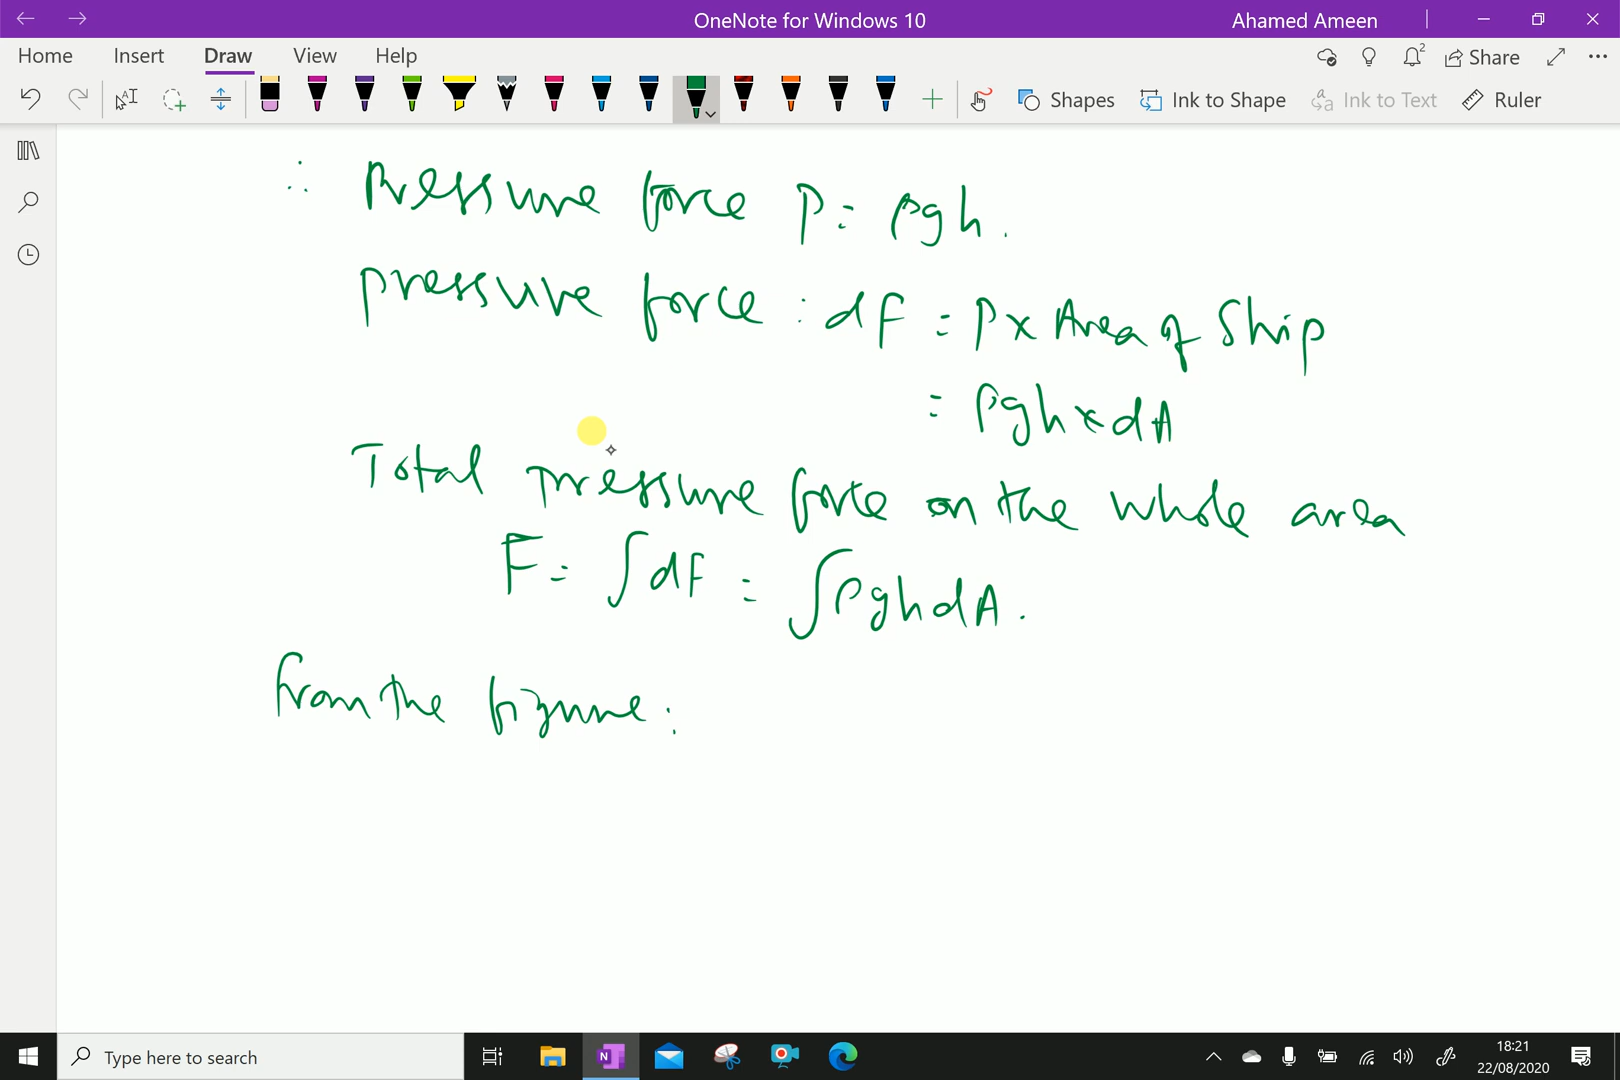 OneNote for Windows 10
Ahamed Ameen
Home Insert Draw View Help
2 Share
Shapes Ink to Shape Ink to Text Ruler
∴ Pressure force P = ρgh.
Pressure force : dF = P x Area of Ship
= ρgh x dA
Total pressure force on the whole area
F = ∫dF = ∫ρghdA.
from the figure :
Type here to search
18:21
22/08/2020